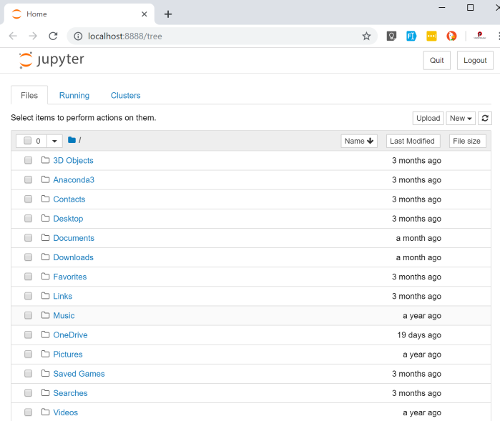 Home
localhost:8888/tree
jupyter
Quit Logout
Files Running Clusters
Select items to perform actions on them.
Upload New
0 / Name Last Modified File size
3D Objects 3 months ago
Anaconda3 3 months ago
Contacts 3 months ago
Desktop 3 months ago
Documents a month ago
Downloads a month ago
Favorites 3 months ago
Links 3 months ago
Music a year ago
OneDrive 19 days ago
Pictures a year ago
Saved Games 3 months ago
Searches 3 months ago
Videos a year ago